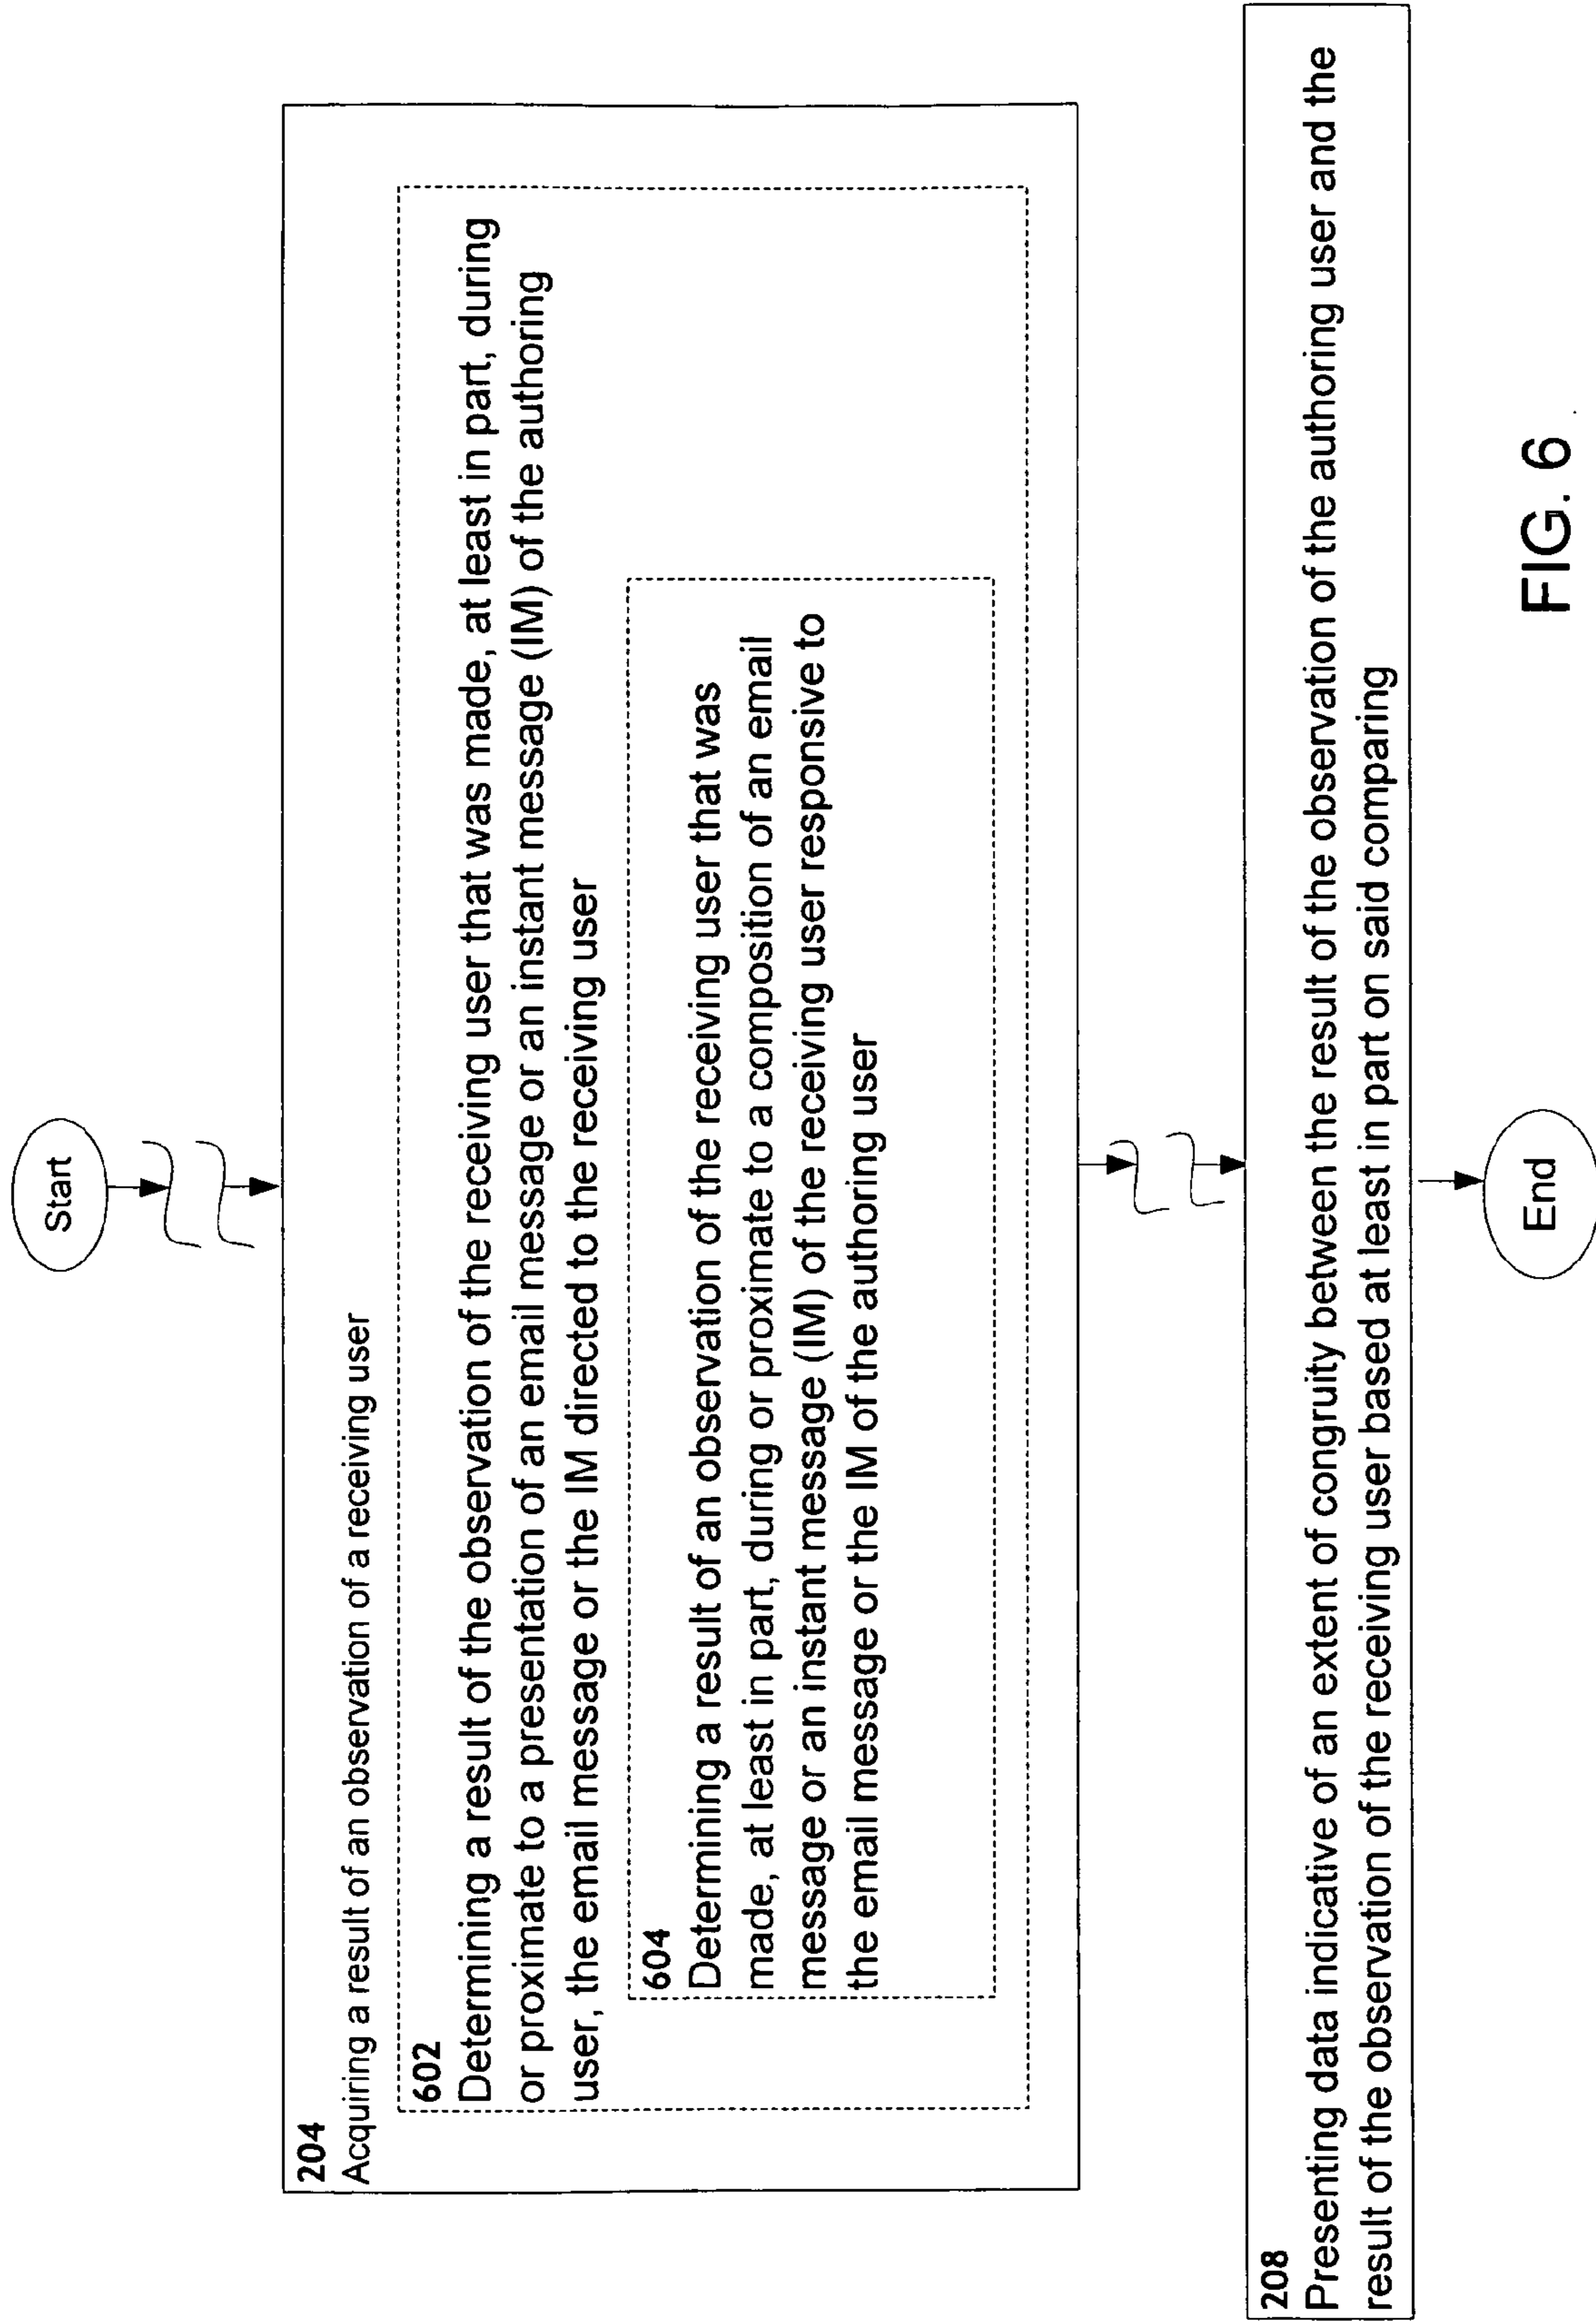 Start
204
Acquiring a result of an observation of a receiving user
602
Determining a result of the observation of the receiving user that was made, at least in part, during
or proximate to a presentation of an email message or an instant message (IM) of the authoring
user, the email message or the IM directed to the receiving user
604
Determining a result of an observation of the receiving user that was
made, at least in part, during or proximate to a composition of an email
message or an instant message (IM) of the receiving user responsive to
the email message or the IM of the authoring user
208
Presenting data indicative of an extent of congruity between the result of the observation of the authoring user and the
result of the observation of the receiving user based at least in part on said comparing
End
FIG. 6